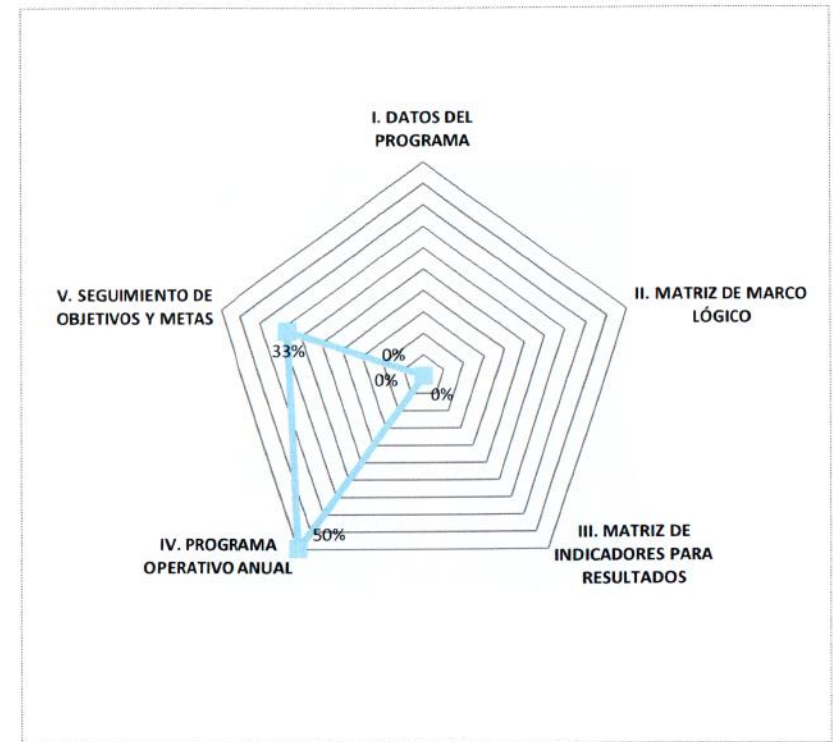 I. DATOS DEL
PROGRAMA
II. MATRIZ DE MARCO
LÓGICO
V. SEGUIMIENTO DE
OBJETIVOS Y METAS
33%
0%
0%
0%
50%
III. MATRIZ DE
INDICADORES PARA
RESULTADOS
IV. PROGRAMA
OPERATIVO ANUAL